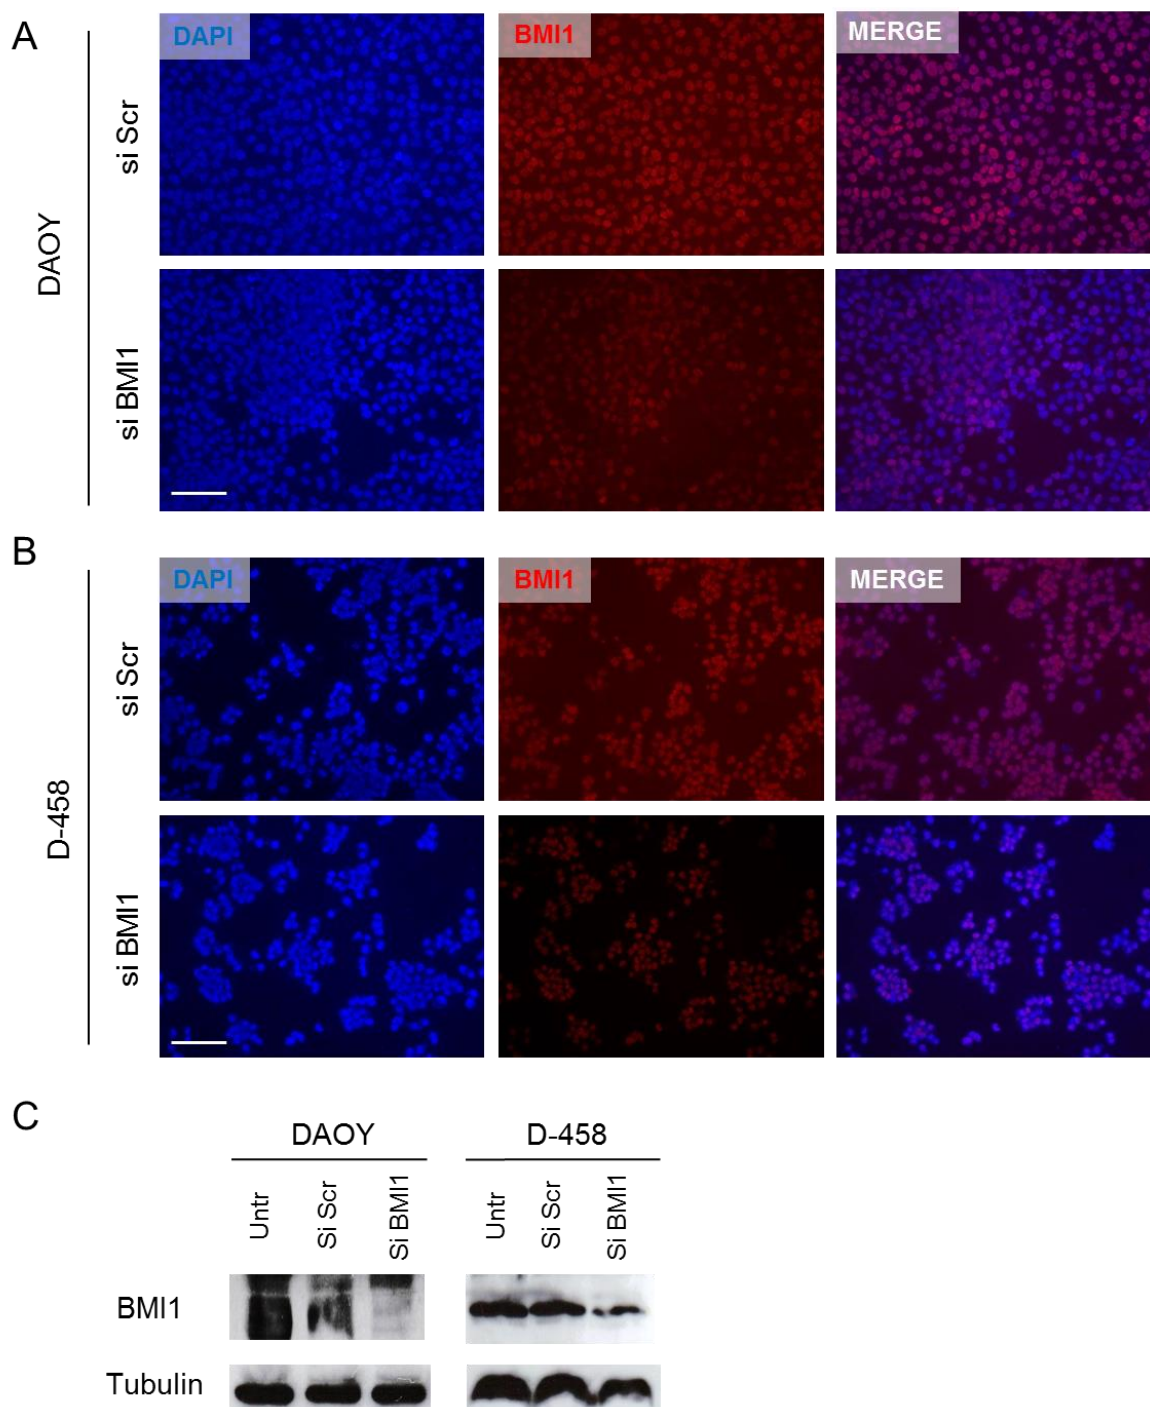 A
DAPI
BMI1
MERGE
si Scr
DAOY
si BMI1
B
DAPI
BMI1
MERGE
si Scr
D-458
si BMI1
C
DAOY
D-458
Untr
Si Scr
Si BMI1
Untr
Si Scr
Si BMI1
BMI1
Tubulin